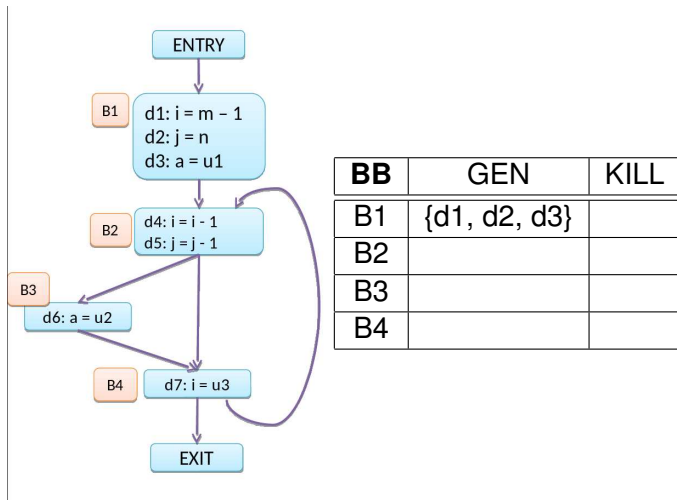 ENTRY
B1
d1: i = m – 1
d2: j = n
d3: a = u1
B2
d4: i = i - 1
d5: j = j - 1
B3
d6: a = u2
B4
d7: i = u3
EXIT
BB GEN KILL
B1 {d1, d2, d3}
B2
B3
B4